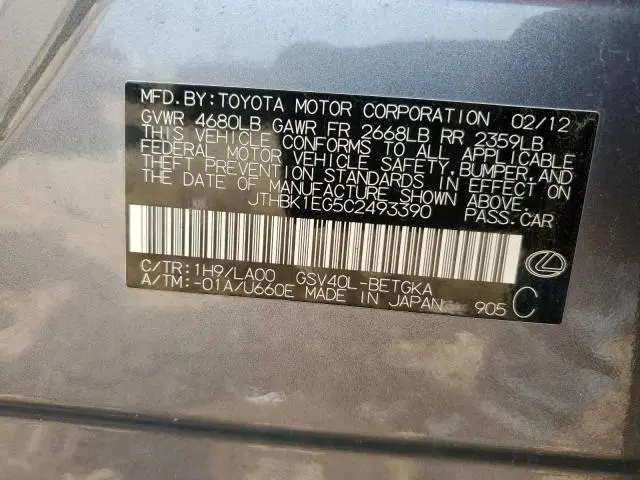 MFD.BY:TOYOTA MOTOR CORPORATION 02/12
GVWR 4680LB GAWR FR 2668LB RR 2359LB
THIS VEHICLE CONFORMS TO ALL APPLICABLE
FEDERAL MOTOR VEHICLE SAFETY,BUMPER,AND
THEFT PREVENTION STANDARDS IN EFFECT ON
THE DATE OF MANUFACTURE SHOWN ABOVE.
JTHBK1EG5C2493390 PASS.CAR
C/TR:1H9/LA00 GSV40L-BETGKA
A/TM:-01A/U660E MADE IN JAPAN 905 C